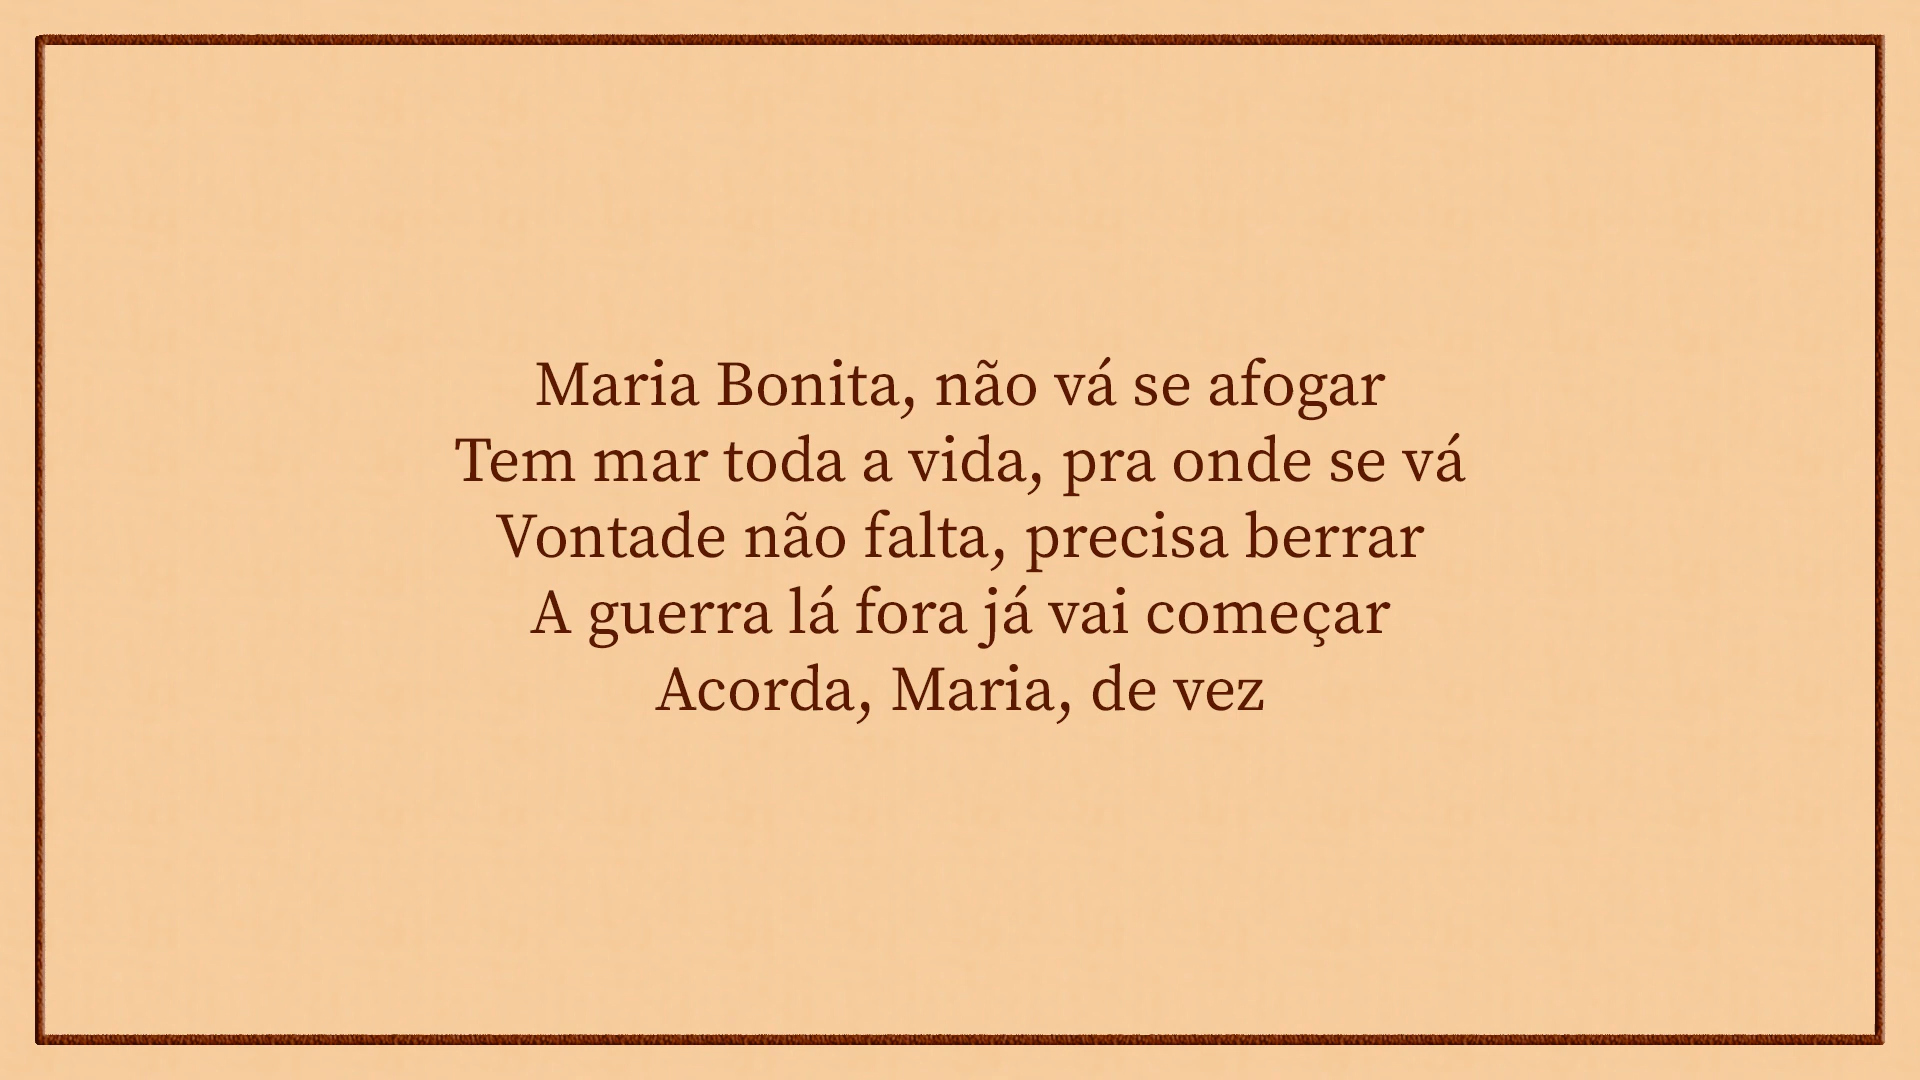 Maria Bonita, não vá se afogar
Tem mar toda a vida, pra onde se vá
Vontade não falta, precisa berrar
A guerra lá fora já vai começar
Acorda, Maria, de vez